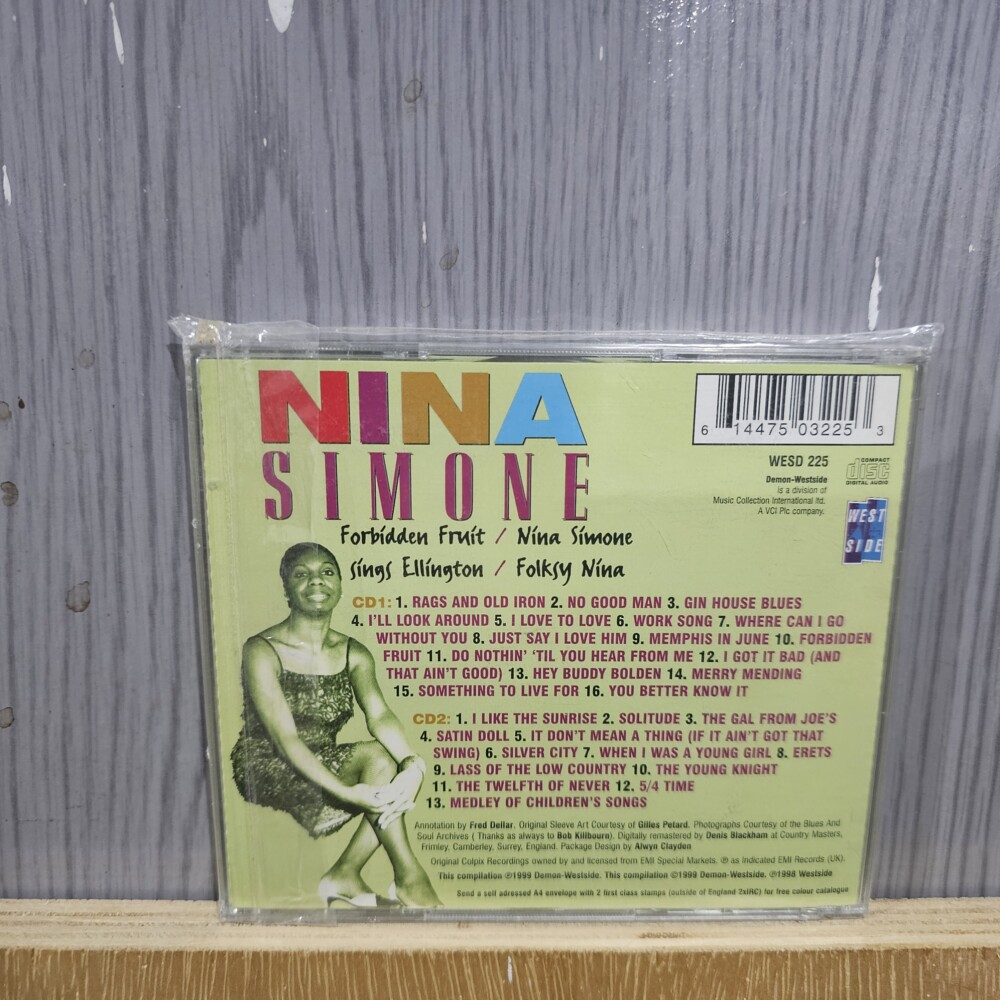 NINA
SIMONE
Forbidden Fruit / Nina Simone
sings Ellington / Folksy Nina
6 14475 03225 3
WESD 225
COMPACT
disc
DIGITAL AUDIO
Demon-Westside
is a division of
Music Collection International ltd.
A VCI Plc company.
WEST
SIDE
CD1: 1. RAGS AND OLD IRON 2. NO GOOD MAN 3. GIN HOUSE BLUES
4. I'LL LOOK AROUND 5. I LOVE TO LOVE 6. WORK SONG 7. WHERE CAN I GO
WITHOUT YOU 8. JUST SAY I LOVE HIM 9. MEMPHIS IN JUNE 10. FORBIDDEN
FRUIT 11. DO NOTHIN' 'TIL YOU HEAR FROM ME 12. I GOT IT BAD (AND
THAT AIN'T GOOD) 13. HEY BUDDY BOLDEN 14. MERRY MENDING
15. SOMETHING TO LIVE FOR 16. YOU BETTER KNOW IT
CD2: 1. I LIKE THE SUNRISE 2. SOLITUDE 3. THE GAL FROM JOE'S
4. SATIN DOLL 5. IT DON'T MEAN A THING (IF IT AIN'T GOT THAT
SWING) 6. SILVER CITY 7. WHEN I WAS A YOUNG GIRL 8. ERETS
9. LASS OF THE LOW COUNTRY 10. THE YOUNG KNIGHT
11. THE TWELFTH OF NEVER 12. 5/4 TIME
13. MEDLEY OF CHILDREN'S SONGS
Annotation by Fred Dellar. Original Sleeve Art Courtesy of Gilles Petard. Photographs Courtesy of the Blues And
Soul Archives ( Thanks as always to Bob Killbourn). Digitally remastered by Denis Blackham at Country Masters,
Frimley, Camberley, Surrey, England. Package Design by Alwyn Clayden
Original Colpix Recordings owned by and licensed from EMI Special Markets. ℗ as Indicated EMI Records (UK).
This compilation ℗1999 Demon-Westside. This compilation ©1999 Demon-Westside. ℗1998 Westside
Send a self adressed A4 envelope with 2 first class stamps (outside of England 2xIRC) for free colour catalogue